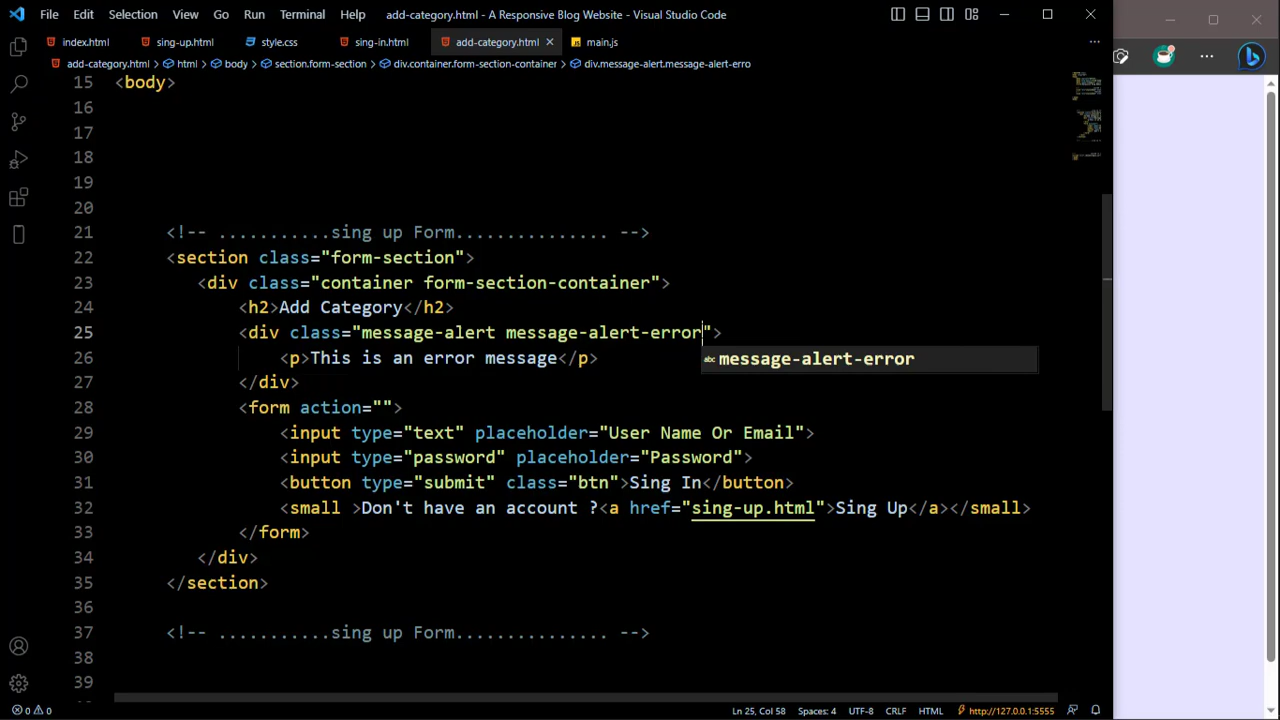 File Edit Selection View Go Run Terminal Help add-category.html - A Responsive Blog Website - Visual Studio Code
index.html sing-up.html style.css sing-in.html add-category.html main.js
add-category.html html body section.form-section div.container.form-section-container div.message-alert.message-alert-erro
15 <body>
16
17
18
19
20
21 <!-- ...........sing up Form............... -->
22 <section class="form-section">
23 <div class="container form-section-container">
24 <h2>Add Category</h2>
25 <div class="message-alert message-alert-error">
26 <p>This is an error message</p>
abc message-alert-error
27 </div>
28 <form action="">
29 <input type="text" placeholder="User Name Or Email">
30 <input type="password" placeholder="Password">
31 <button type="submit" class="btn">Sing In</button>
32 <small >Don't have an account ?<a href="sing-up.html">Sing Up</a></small>
33 </form>
34 </div>
35 </section>
36
37 <!-- ...........sing up Form............... -->
38
39
0 0 Ln 25, Col 58 Spaces: 4 UTF-8 CRLF HTML http://127.0.0.1:5555